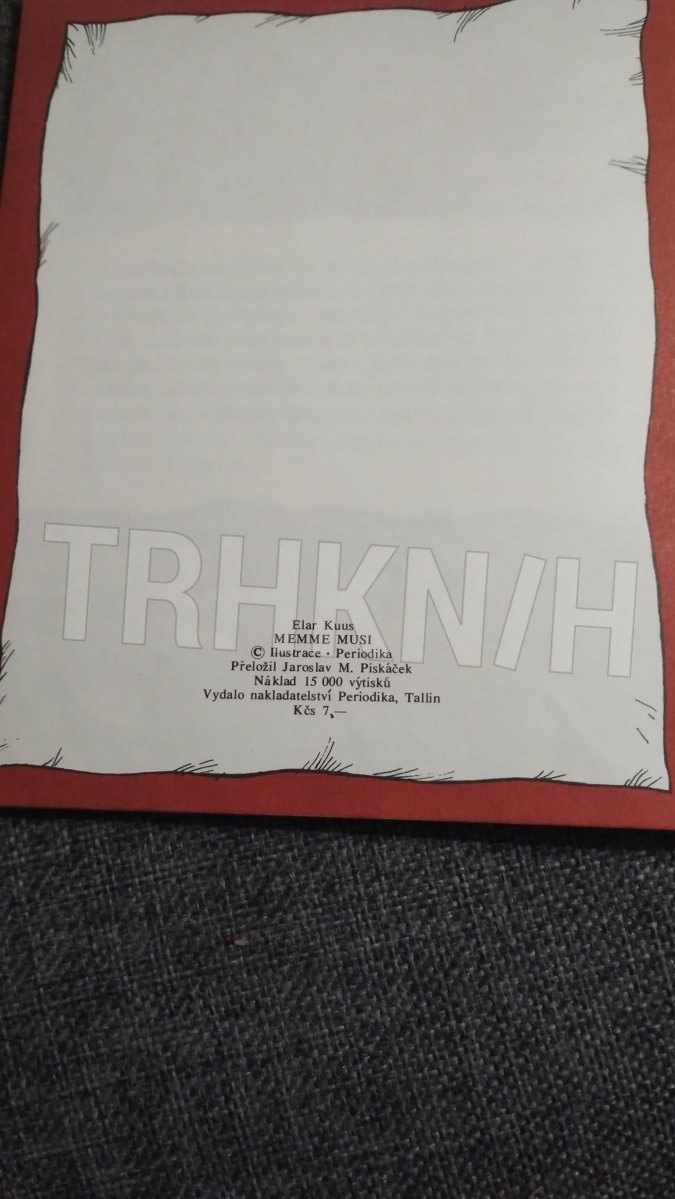 TRHKN/H
Elar Kuus
MEMME MUSI
© Ilustrace · Periodika
Přeložil Jaroslav M. Piskáček
Náklad 15 000 výtisků
Vydalo nakladatelství Periodika, Tallin
Kčs 7,—